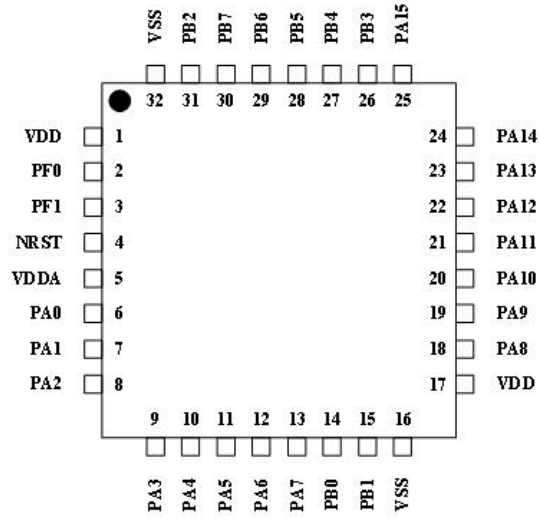 VSS PB2 PB7 PB6 PB5 PB4 PB3 PA15
32 31 30 29 28 27 26 25
VDD 1 24 PA14
PF0 2 23 PA13
PF1 3 22 PA12
NRST 4 21 PA11
VDDA 5 20 PA10
PA0 6 19 PA9
PA1 7 18 PA8
PA2 8 17 VDD
9 10 11 12 13 14 15 16
PA3 PA4 PA5 PA6 PA7 PB0 PB1 VSS